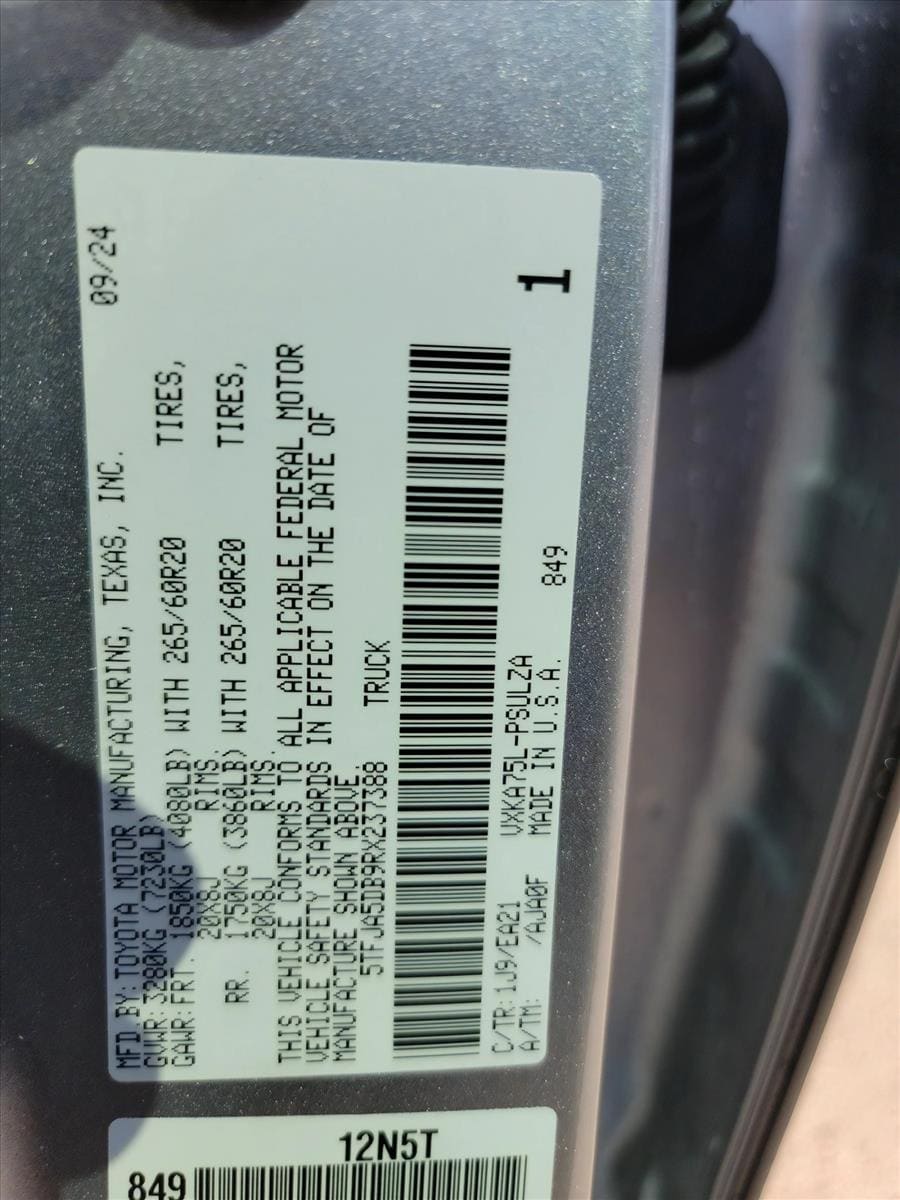 09/24
MFD.BY:TOYOTA MOTOR MANUFACTURING, TEXAS, INC.
GVWR:3280KG (7230LB)
GAWR:FRT. 1850KG (4080LB) WITH 265/60R20 TIRES,
20X8J RIMS,
RR. 1750KG (3860LB) WITH 265/60R20 TIRES,
20X8J RIMS.
THIS VEHICLE CONFORMS TO ALL APPLICABLE FEDERAL MOTOR
VEHICLE SAFETY STANDARDS IN EFFECT ON THE DATE OF
MANUFACTURE SHOWN ABOVE.
5TFJA5DB9RX237388 TRUCK
C/TR:1J9/EA21 VXKA75L-PSULZA
A/TM: /AJA0F MADE IN U.S.A. 849
1
12N5T
849